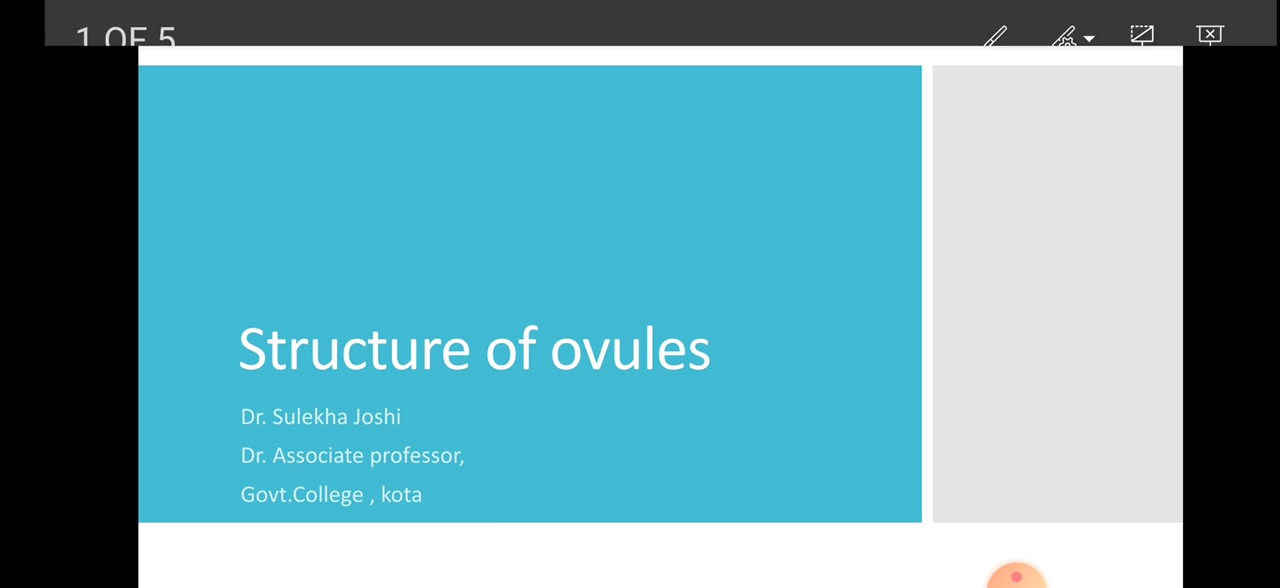 1 OF 5
Structure of ovules
Dr. Sulekha Joshi
Dr. Associate professor,
Govt.College , kota